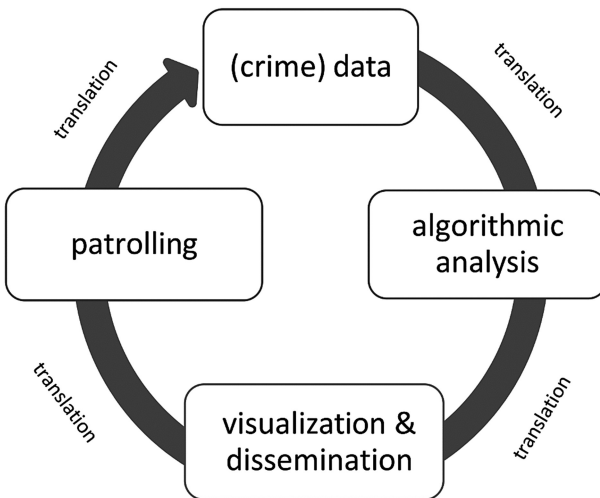 (crime) data
translation
translation
algorithmic
analysis
patrolling
translation
translation
visualization &
dissemination